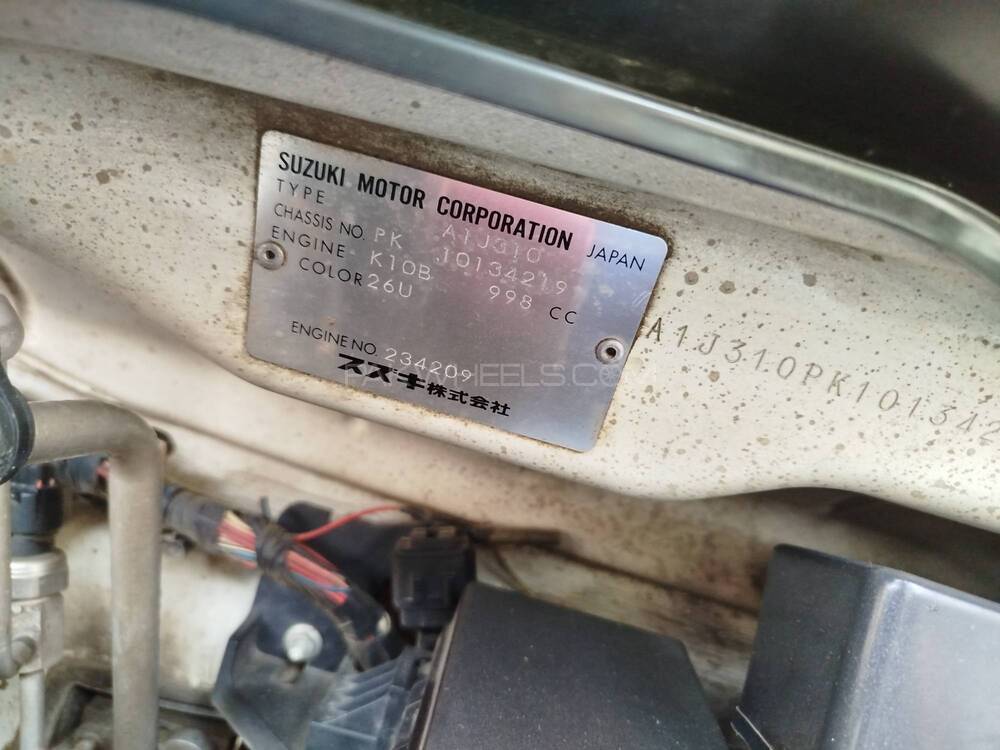 SUZUKI MOTOR CORPORATION JAPAN
TYPE A1J310
CHASSIS NO. PK 10134219
ENGINE K10B 998 CC
COLOR 26U
ENGINE NO. 234209
スズキ株式会社
A1J310PK101342